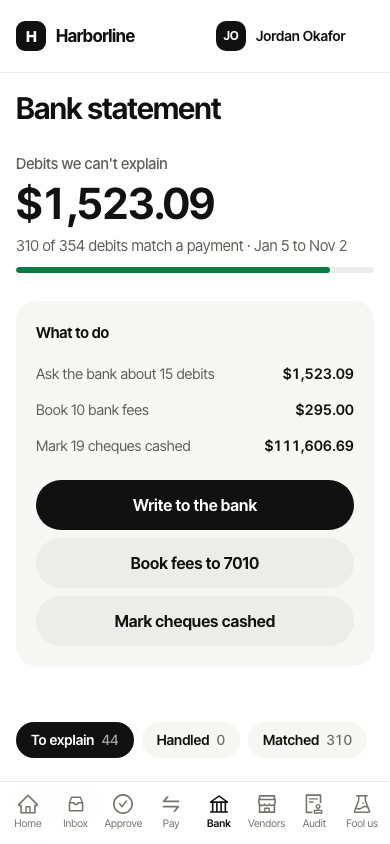 H Harborline JO Jordan Okafor
Bank statement
Debits we can't explain
$1,523.09
310 of 354 debits match a payment · Jan 5 to Nov 2
What to do
Ask the bank about 15 debits $1,523.09
Book 10 bank fees $295.00
Mark 19 cheques cashed $111,606.69
Write to the bank
Book fees to 7010
Mark cheques cashed
To explain 44 Handled 0 Matched 310
Home Inbox Approve Pay Bank Vendors Audit Fool us